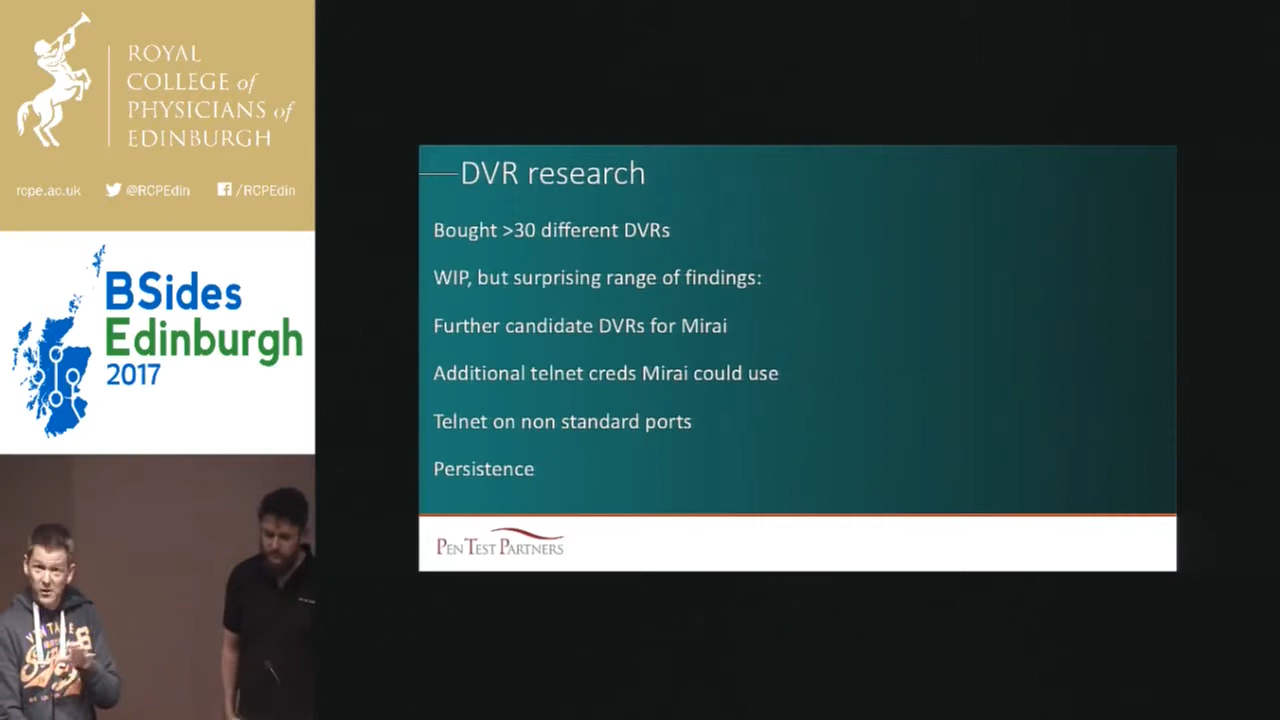 ROYAL
COLLEGE of
PHYSICIANS of
EDINBURGH
rcpe.ac.uk @RCPEdin /RCPEdin
BSides
Edinburgh
2017
DVR research
Bought >30 different DVRs
WIP, but surprising range of findings:
Further candidate DVRs for Mirai
Additional telnet creds Mirai could use
Telnet on non standard ports
Persistence
PEN TEST PARTNERS
VINTAGE